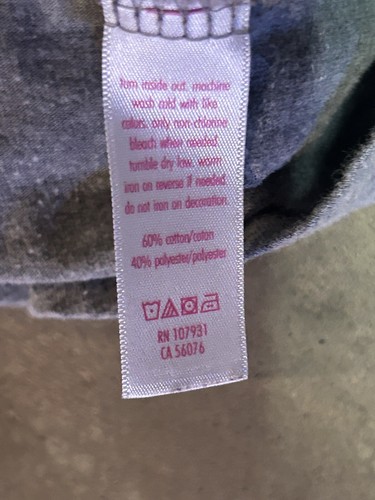 turn inside out. machine
wash cold with like
colors. only non-chlorine
bleach when needed.
tumble dry low. warm
iron on reverse if needed.
do not iron on decoration.
60% cotton/coton
40% polyester/polyester
RN 107931
CA 56076